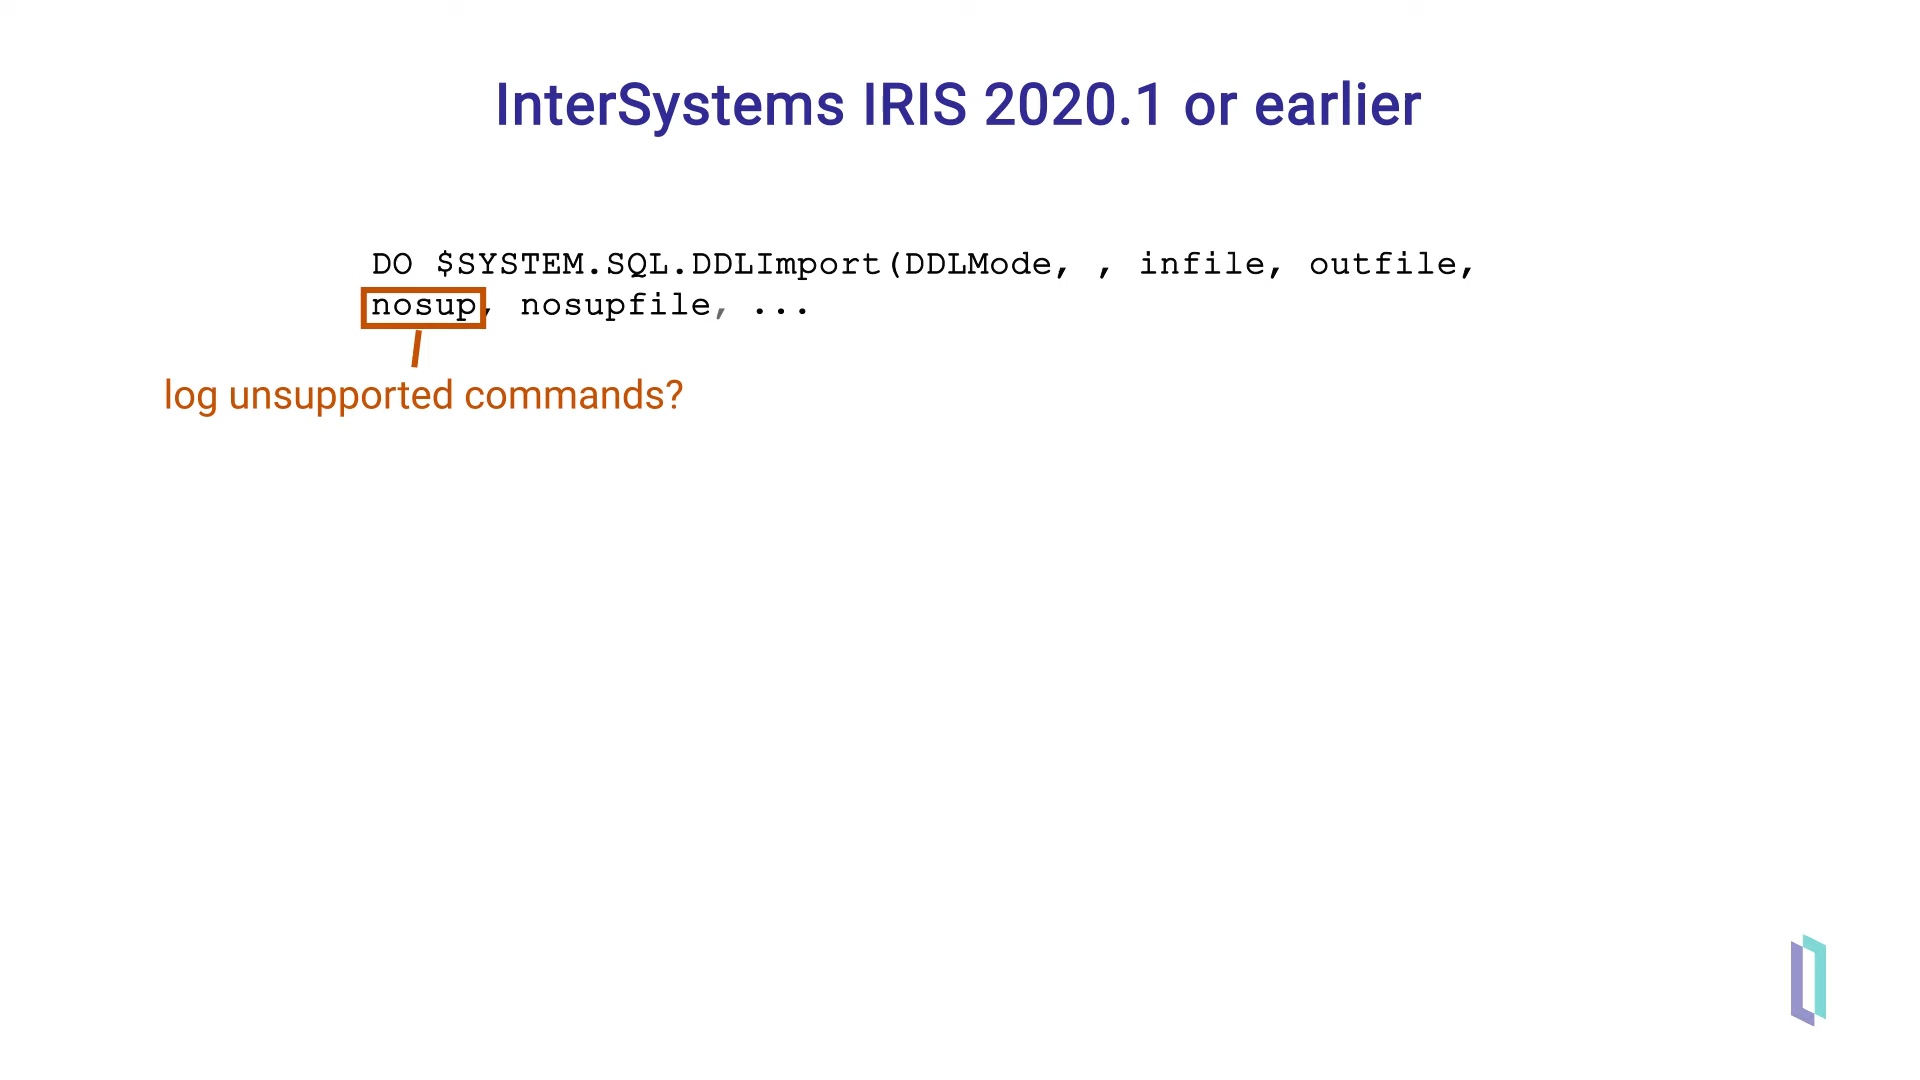 InterSystems IRIS 2020.1 or earlier
DO $SYSTEM.SQL.DDLImport(DDLMode, , infile, outfile,
nosup, nosupfile, ...
log unsupported commands?